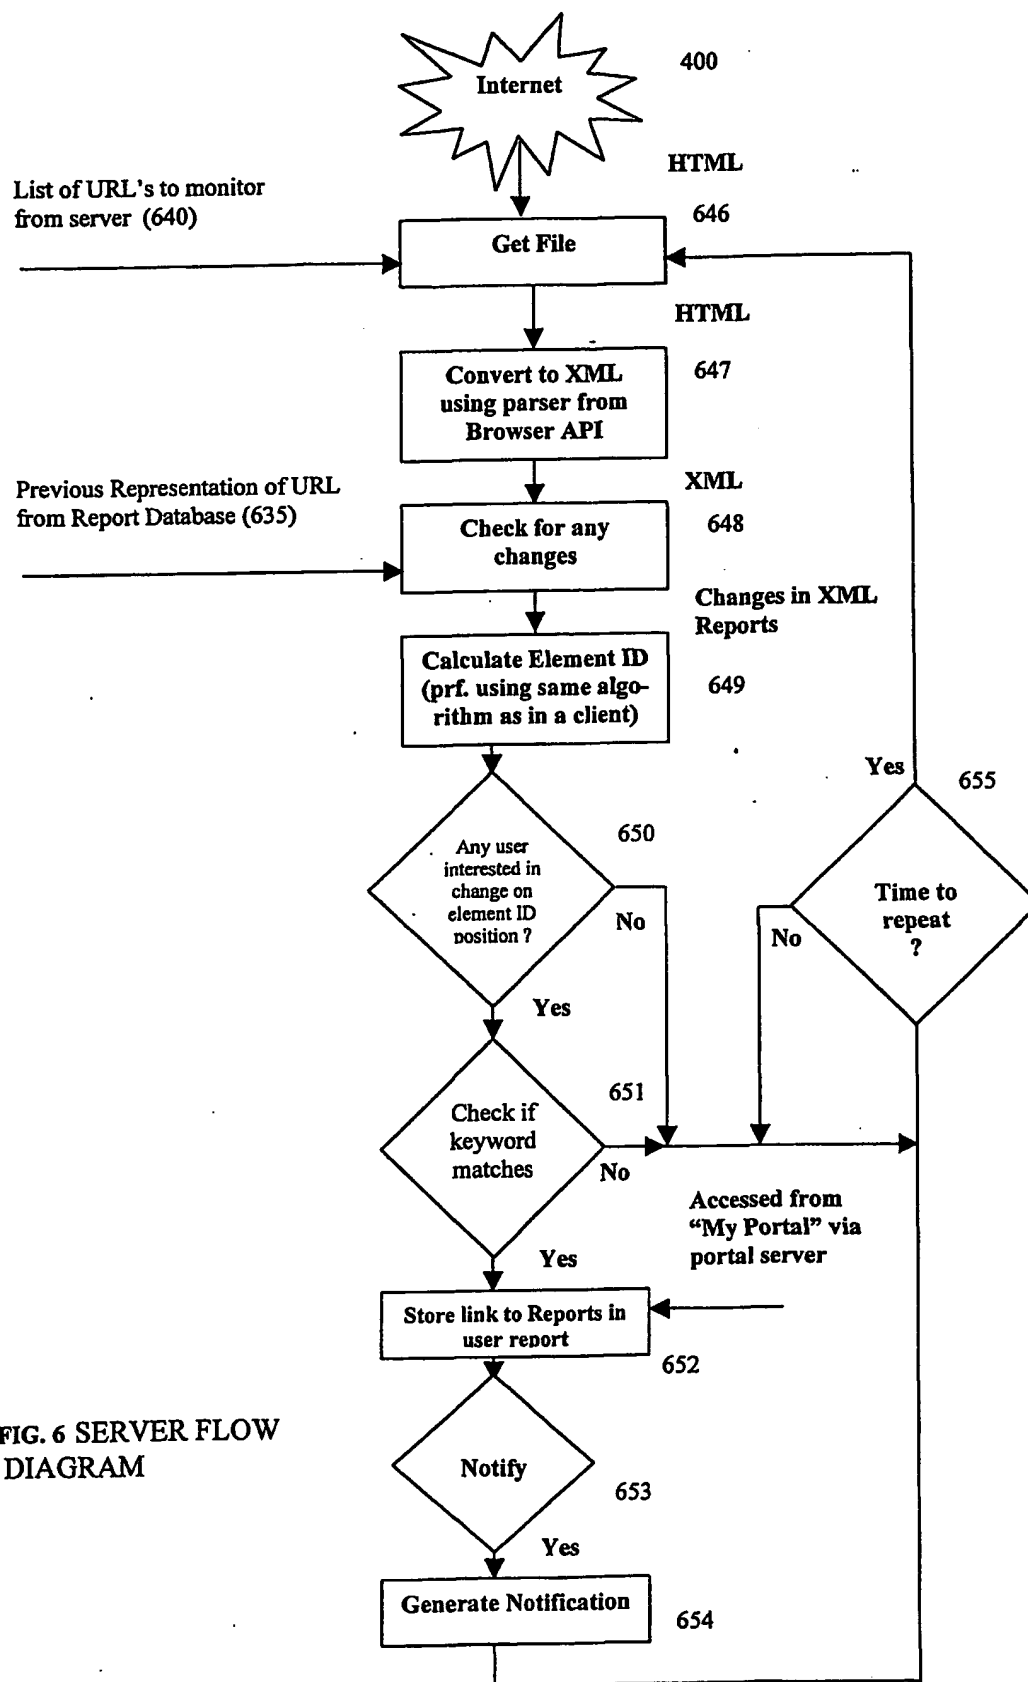 Internet
400
HTML
List of URL's to monitor
from server (640)
646
Get File
HTML
647
Convert to XML
using parser from
Browser API
XML
Previous Representation of URL
from Report Database (635)
648
Check for any
changes
Changes in XML
Reports
Calculate Element ID
(prf. using same algo-
rithm as in a client)
649
Yes
655
650
Any user
interested in
change on
element ID
position ?
No
Time to
repeat
?
No
Yes
651
Check if
keyword
matches
No
Accessed from
“My Portal” via
portal server
Yes
Store link to Reports in
user report
652
FIG. 6 SERVER FLOW
DIAGRAM
Notify
653
Yes
Generate Notification
654